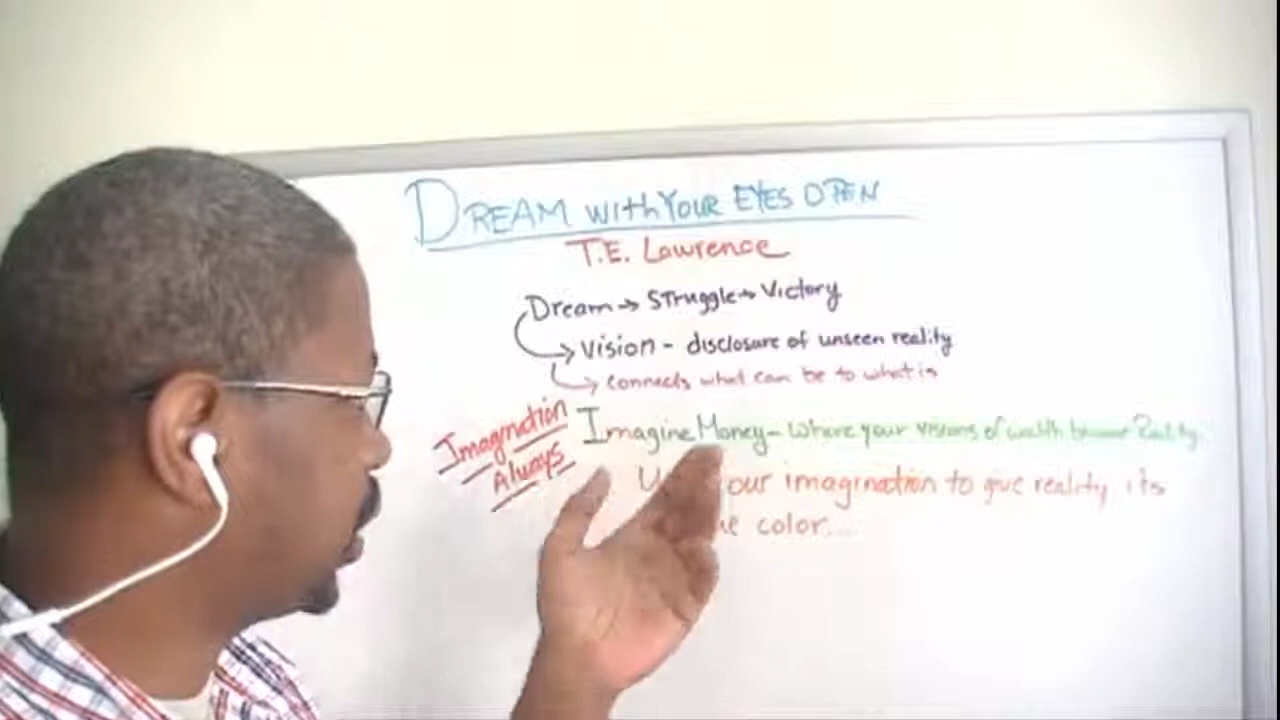 DREAM with YOUR EYES OPEN
T.E. Lawrence
Dream → Struggle → Victory
→ Vision - disclosure of unseen reality
→ Connects what can be to what is
Imagination
Always
Imagine Money - Where your visions of wealth become Reality
our imagination to give reality its
color...